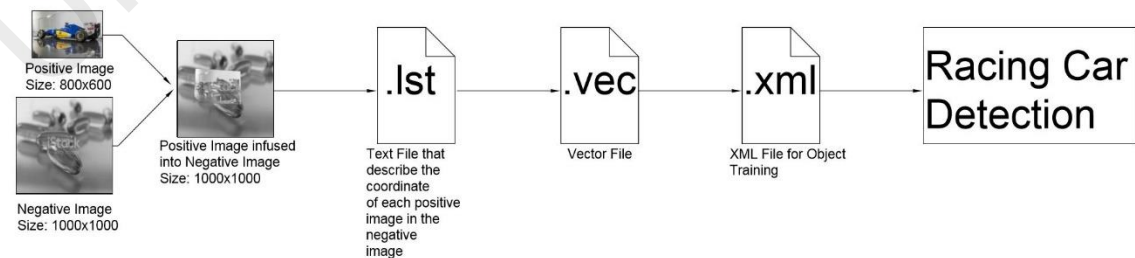 Positive Image
Size: 800x600
iStock
Negative Image
Size: 1000x1000
Positive Image infused
into Negative Image
Size: 1000x1000
.lst
Text File that
describe the
coordinate
of each positive
image in the
negative
image
.vec
Vector File
.xml
XML File for Object
Training
Racing Car
Detection